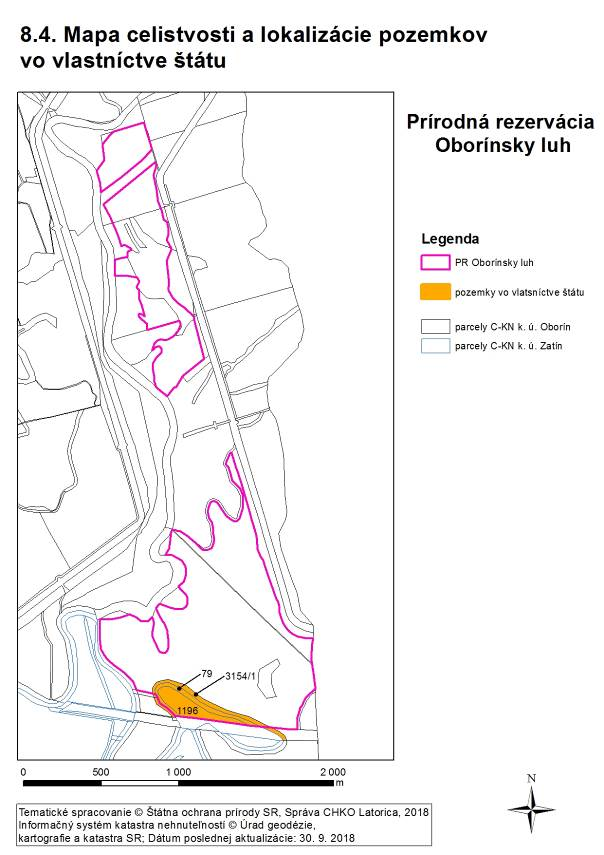 8.4. Mapa celistvosti a lokalizácie pozemkov
vo vlastníctve štátu
Prírodná rezervácia
Oborínsky luh
Legenda
PR Oborínsky luh
pozemky vo vlatsníctve štátu
parcely C-KN k. ú. Oborín
parcely C-KN k. ú. Zatín
79
3154/1
1196
0 500 1 000 2 000
m
N
Tematické spracovanie © Štátna ochrana prírody SR, Správa CHKO Latorica, 2018
Informačný systém katastra nehnuteľností © Úrad geodézie,
kartografie a katastra SR; Dátum poslednej aktualizácie: 30. 9. 2018